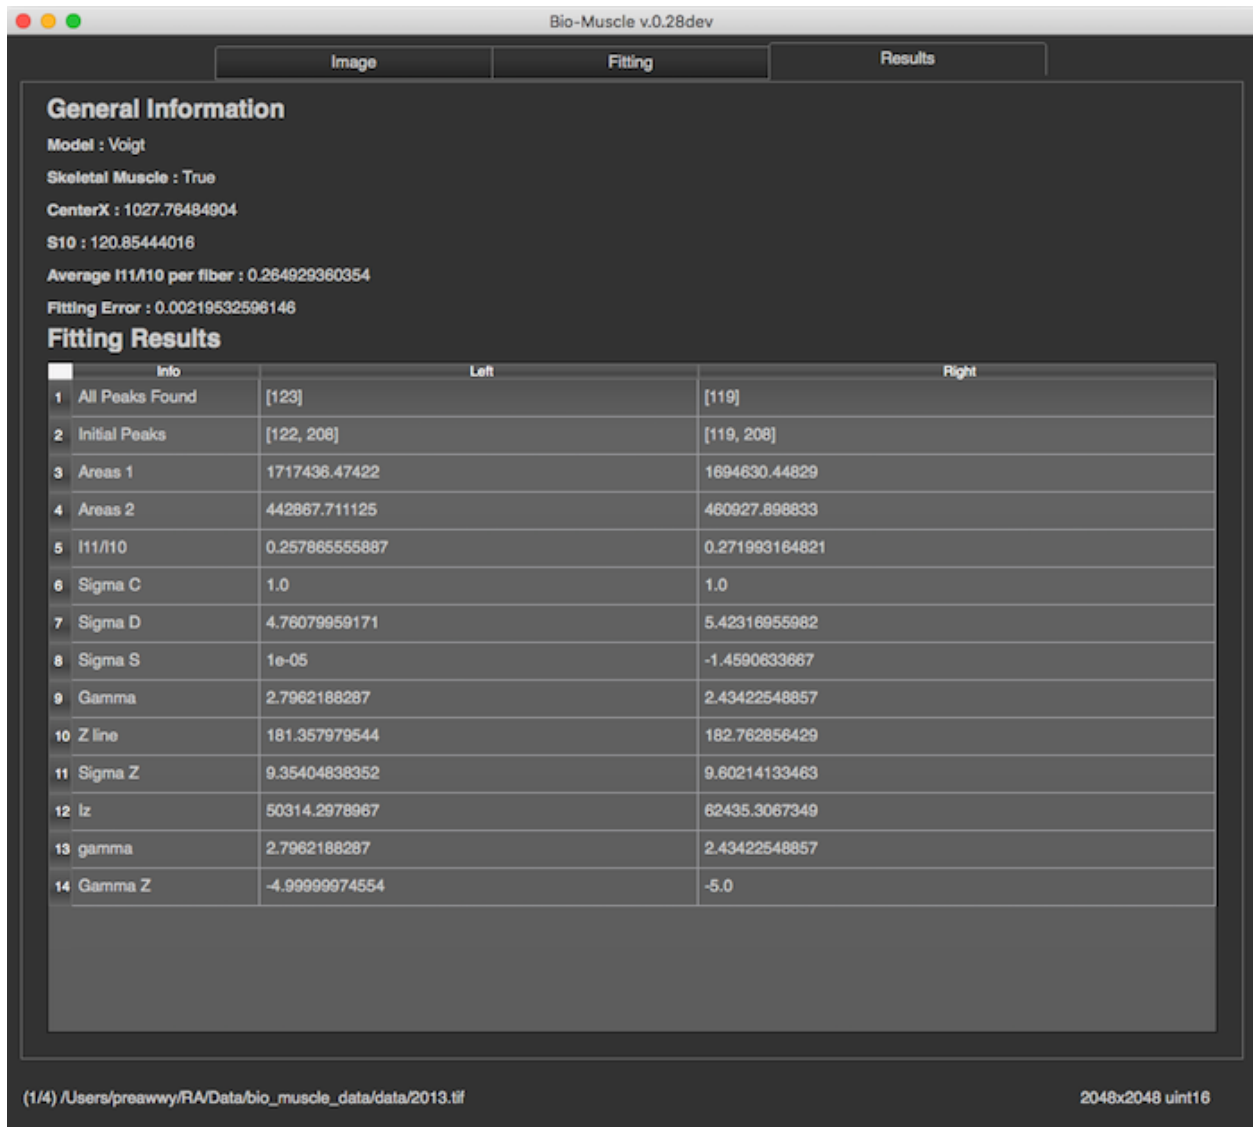 Bio-Muscle v.0.28dev
Image Fitting Results
General Information
Model : Voigt
Skeletal Muscle : True
CenterX : 1027.76484904
S10 : 120.85444016
Average I11/I10 per fiber : 0.264929360354
Fitting Error : 0.00219532596146
Fitting Results
Info Left Right
1 All Peaks Found [123] [119]
2 Initial Peaks [122, 208] [119, 208]
3 Areas 1 1717436.47422 1694630.44829
4 Areas 2 442867.711125 460927.898833
5 I11/I10 0.257865555887 0.271993164821
6 Sigma C 1.0 1.0
7 Sigma D 4.76079959171 5.42316955982
8 Sigma S 1e-05 -1.4590633667
9 Gamma 2.7962188287 2.43422548857
10 Z line 181.357979544 182.762856429
11 Sigma Z 9.35404838352 9.60214133463
12 Iz 50314.2978967 62435.3067349
13 gamma 2.7962188287 2.43422548857
14 Gamma Z -4.99999974554 -5.0
(1/4) /Users/preawwy/RA/Data/bio_muscle_data/data/2013.tif 2048x2048 uint16